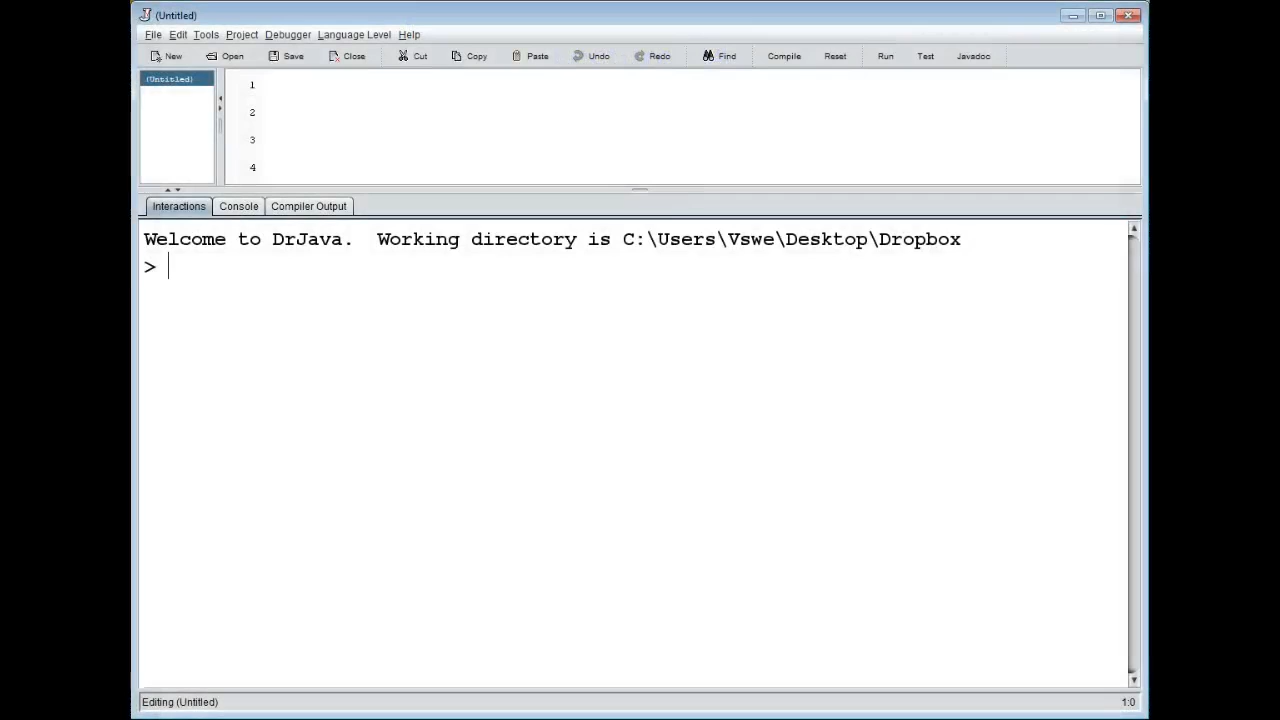 (Untitled)
File Edit Tools Project Debugger Language Level Help
New Open Save Close Cut Copy Paste Undo Redo Find Compile Reset Run Test Javadoc
(Untitled)
1
2
3
4
Interactions Console Compiler Output
Welcome to DrJava.  Working directory is C:\Users\Vswe\Desktop\Dropbox
>
Editing (Untitled) 1:0